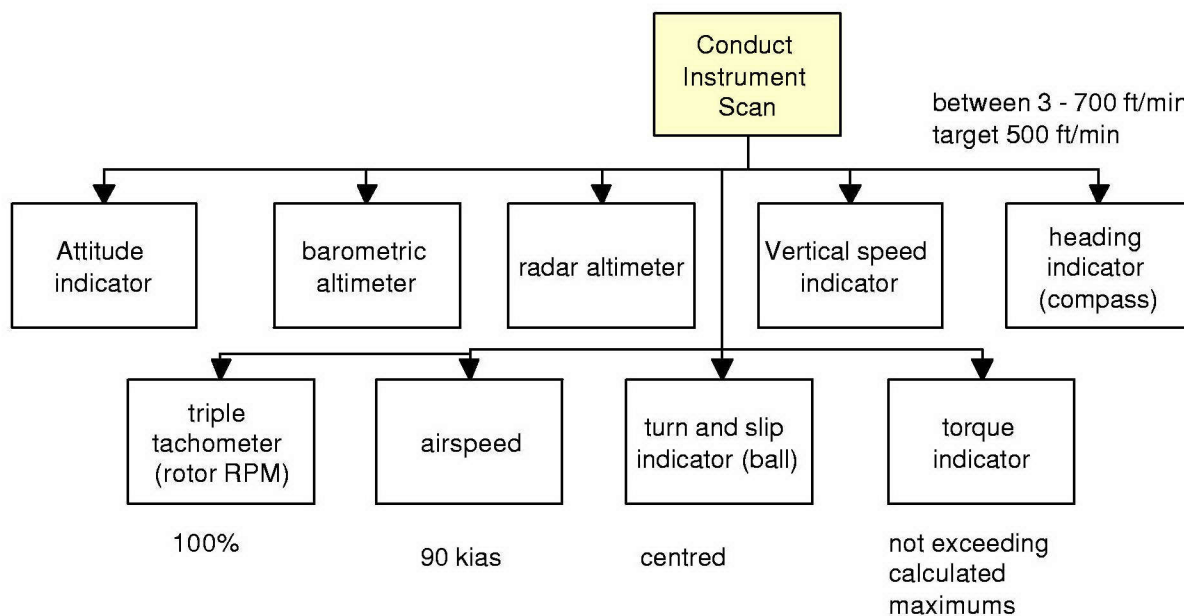 Conduct
Instrument
Scan
between 3 - 700 ft/min
target 500 ft/min
Attitude
indicator
barometric
altimeter
radar altimeter
Vertical speed
indicator
heading
indicator
(compass)
triple
tachometer
(rotor RPM)
airspeed
turn and slip
indicator (ball)
torque
indicator
100%
90 kias
centred
not exceeding
calculated
maximums